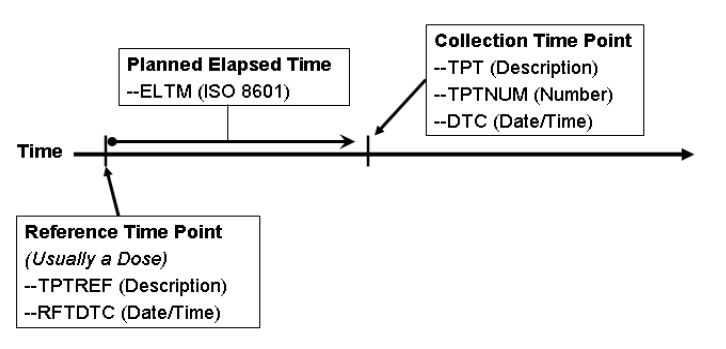 Collection Time Point
--TPT (Description)
--TPTNUM (Number)
--DTC (Date/Time)
Planned Elapsed Time
--ELTM (ISO 8601)
Time
Reference Time Point
(Usually a Dose)
--TPTREF (Description)
--RFTDTC (Date/Time)